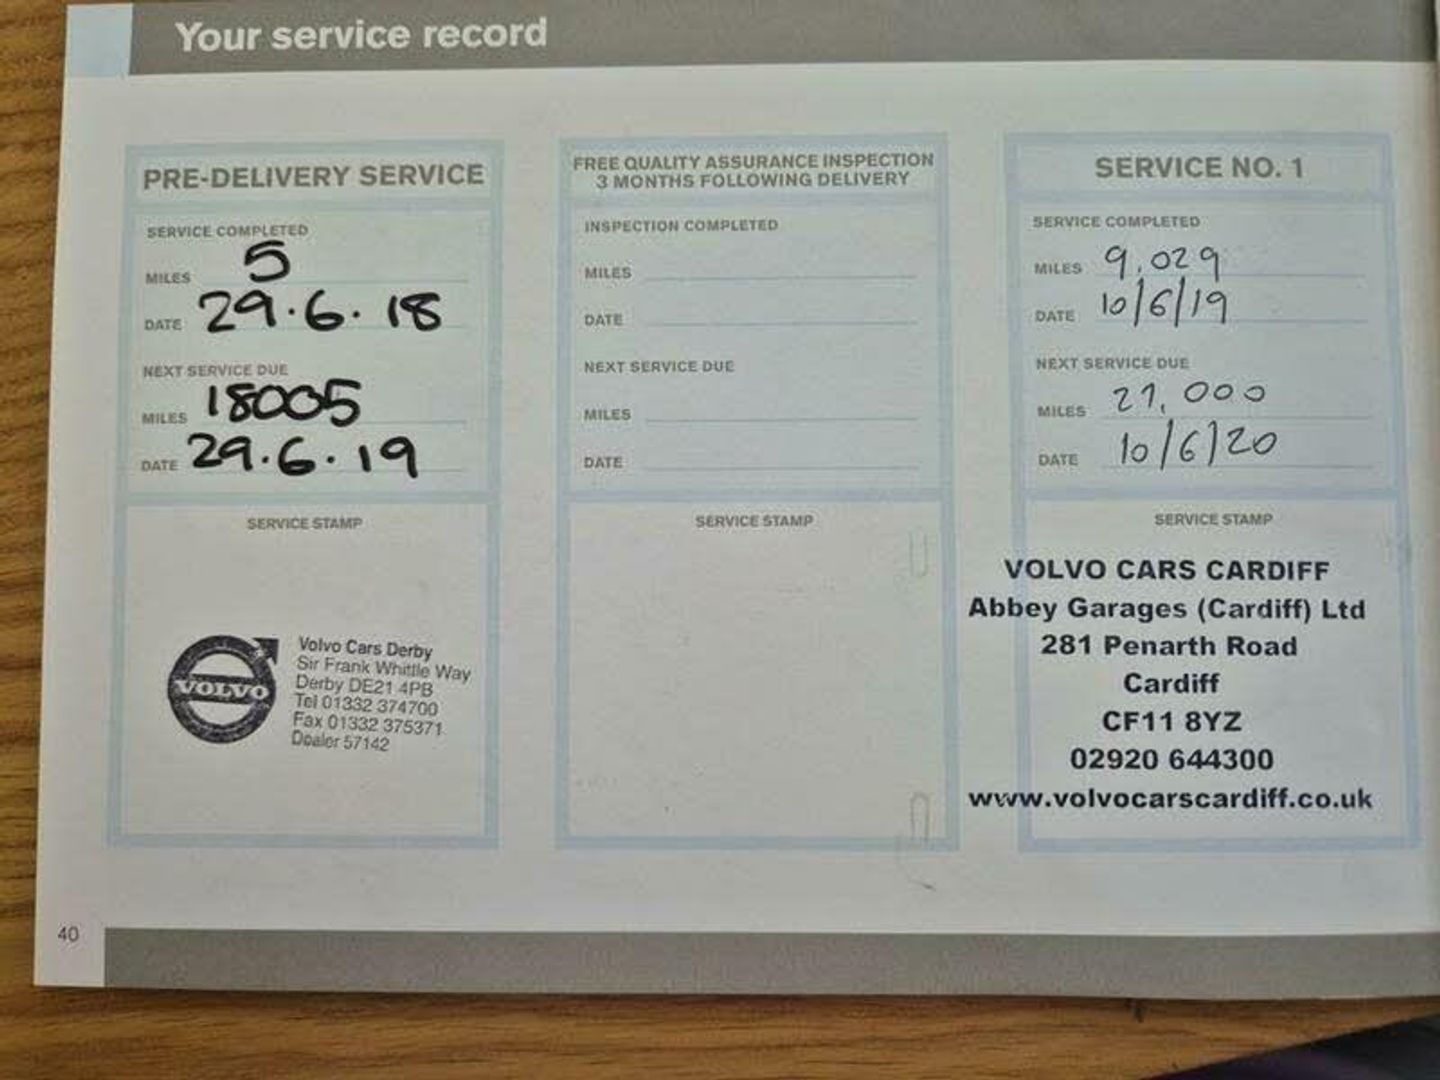 Your service record
PRE-DELIVERY SERVICE
SERVICE COMPLETED
MILES 5
DATE 29.6.18
NEXT SERVICE DUE
MILES 18005
DATE 29.6.19
SERVICE STAMP
VOLVO
Volvo Cars Derby
Sir Frank Whittle Way
Derby DE21 4PB
Tel 01332 374700
Fax 01332 375371
Dealer 57142
FREE QUALITY ASSURANCE INSPECTION
3 MONTHS FOLLOWING DELIVERY
INSPECTION COMPLETED
MILES
DATE
NEXT SERVICE DUE
MILES
DATE
SERVICE STAMP
SERVICE NO. 1
SERVICE COMPLETED
MILES 9,029
DATE 10/6/19
NEXT SERVICE DUE
MILES 27,000
DATE 10/6/20
SERVICE STAMP
VOLVO CARS CARDIFF
Abbey Garages (Cardiff) Ltd
281 Penarth Road
Cardiff
CF11 8YZ
02920 644300
www.volvocarscardiff.co.uk
40